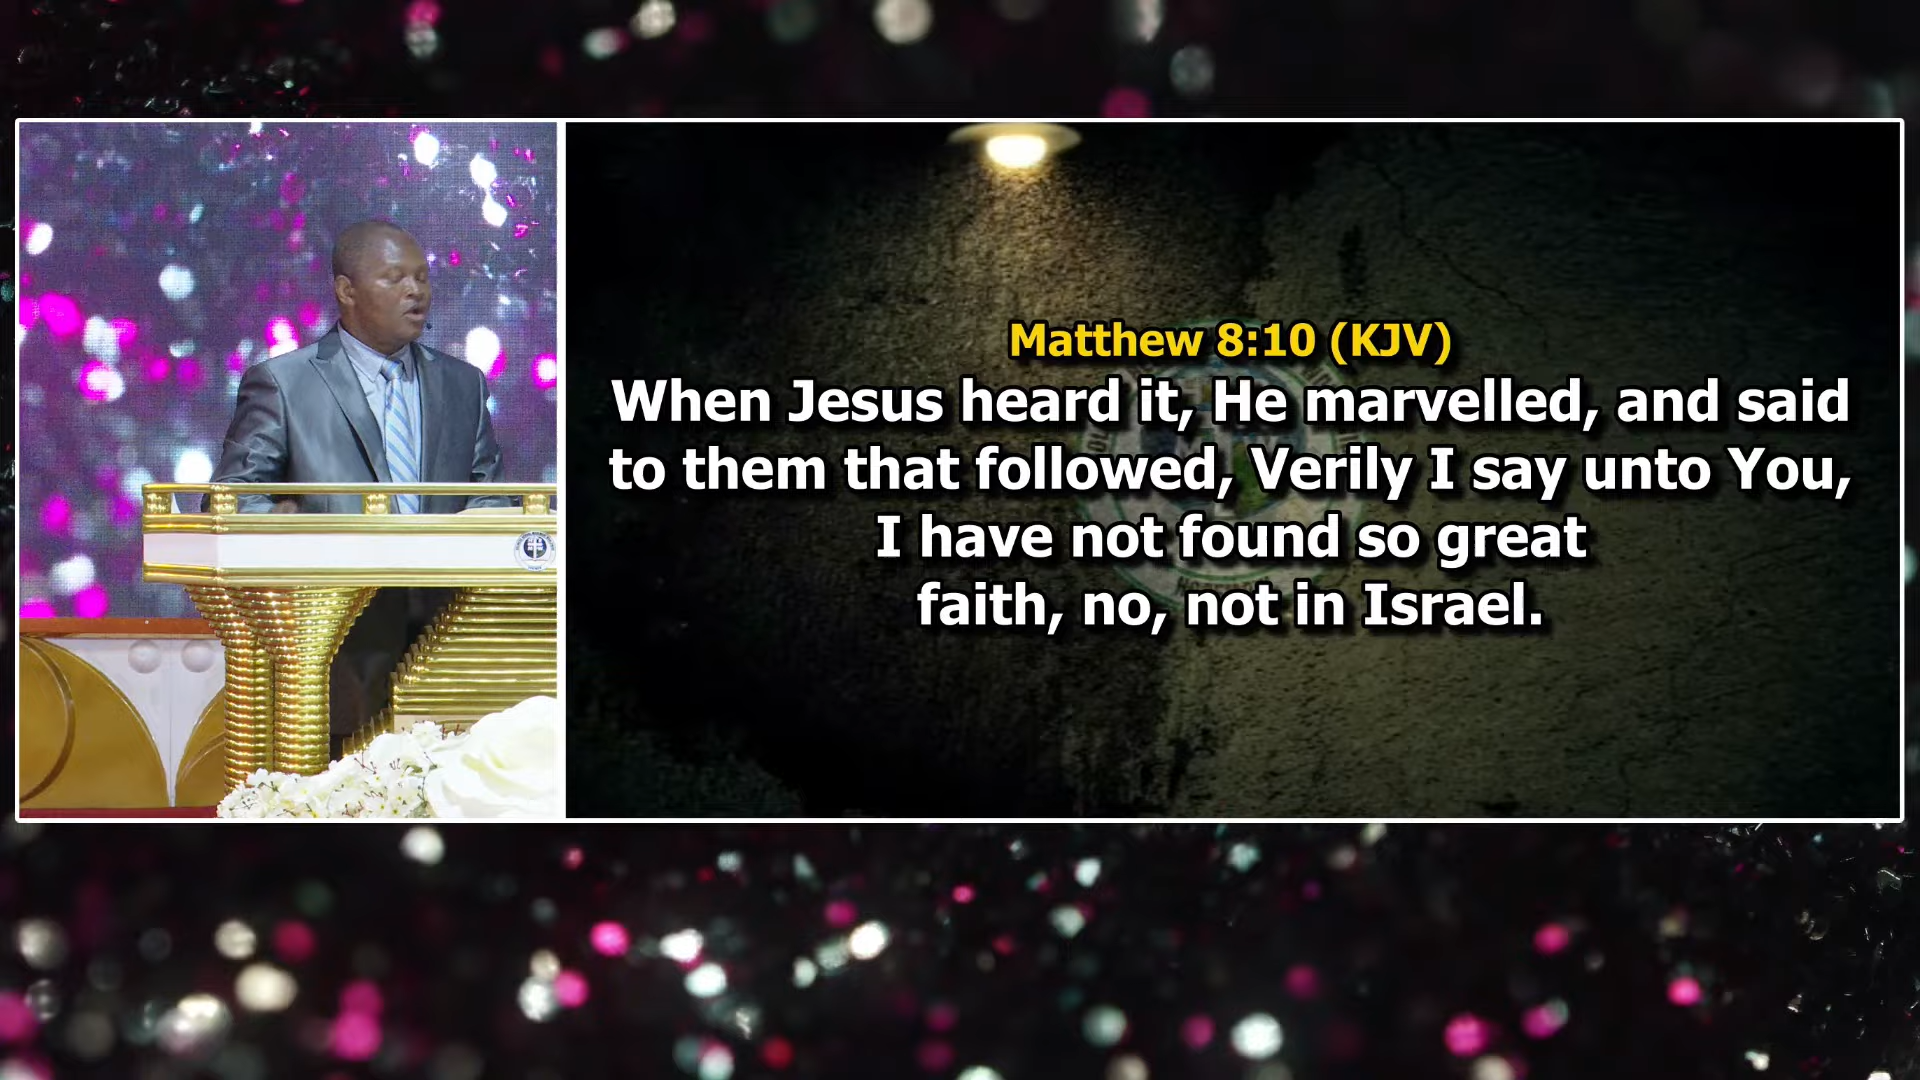 Matthew 8:10 (KJV)
When Jesus heard it, He marvelled, and said
to them that followed, Verily I say unto You,
I have not found so great
faith, no, not in Israel.